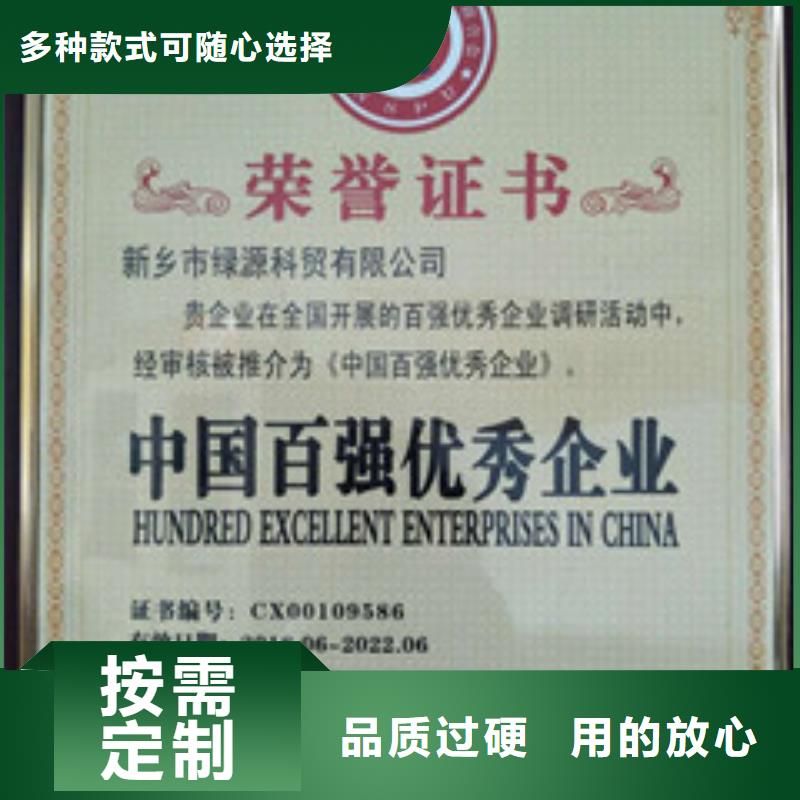 多种款式可随心选择
荣誉证书
新乡市绿源科贸有限公司
贵企业在全国开展的百强优秀企业调研活动中,
经审核被推介为《中国百强优秀企业》。
中国百强优秀企业
HUNDRED EXCELLENT ENTERPRISES IN CHINA
证书编号: CX00109586
06-2022.06
按需
定制
品质过硬 用的放心